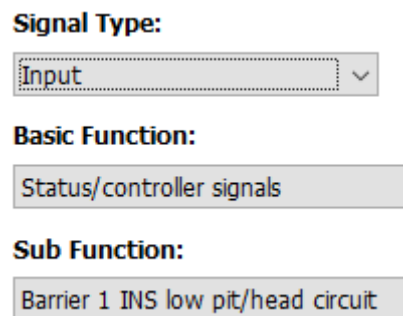 Signal Type:
Input
Basic Function:
Status/controller signals
Sub Function:
Barrier 1 INS low pit/head circuit